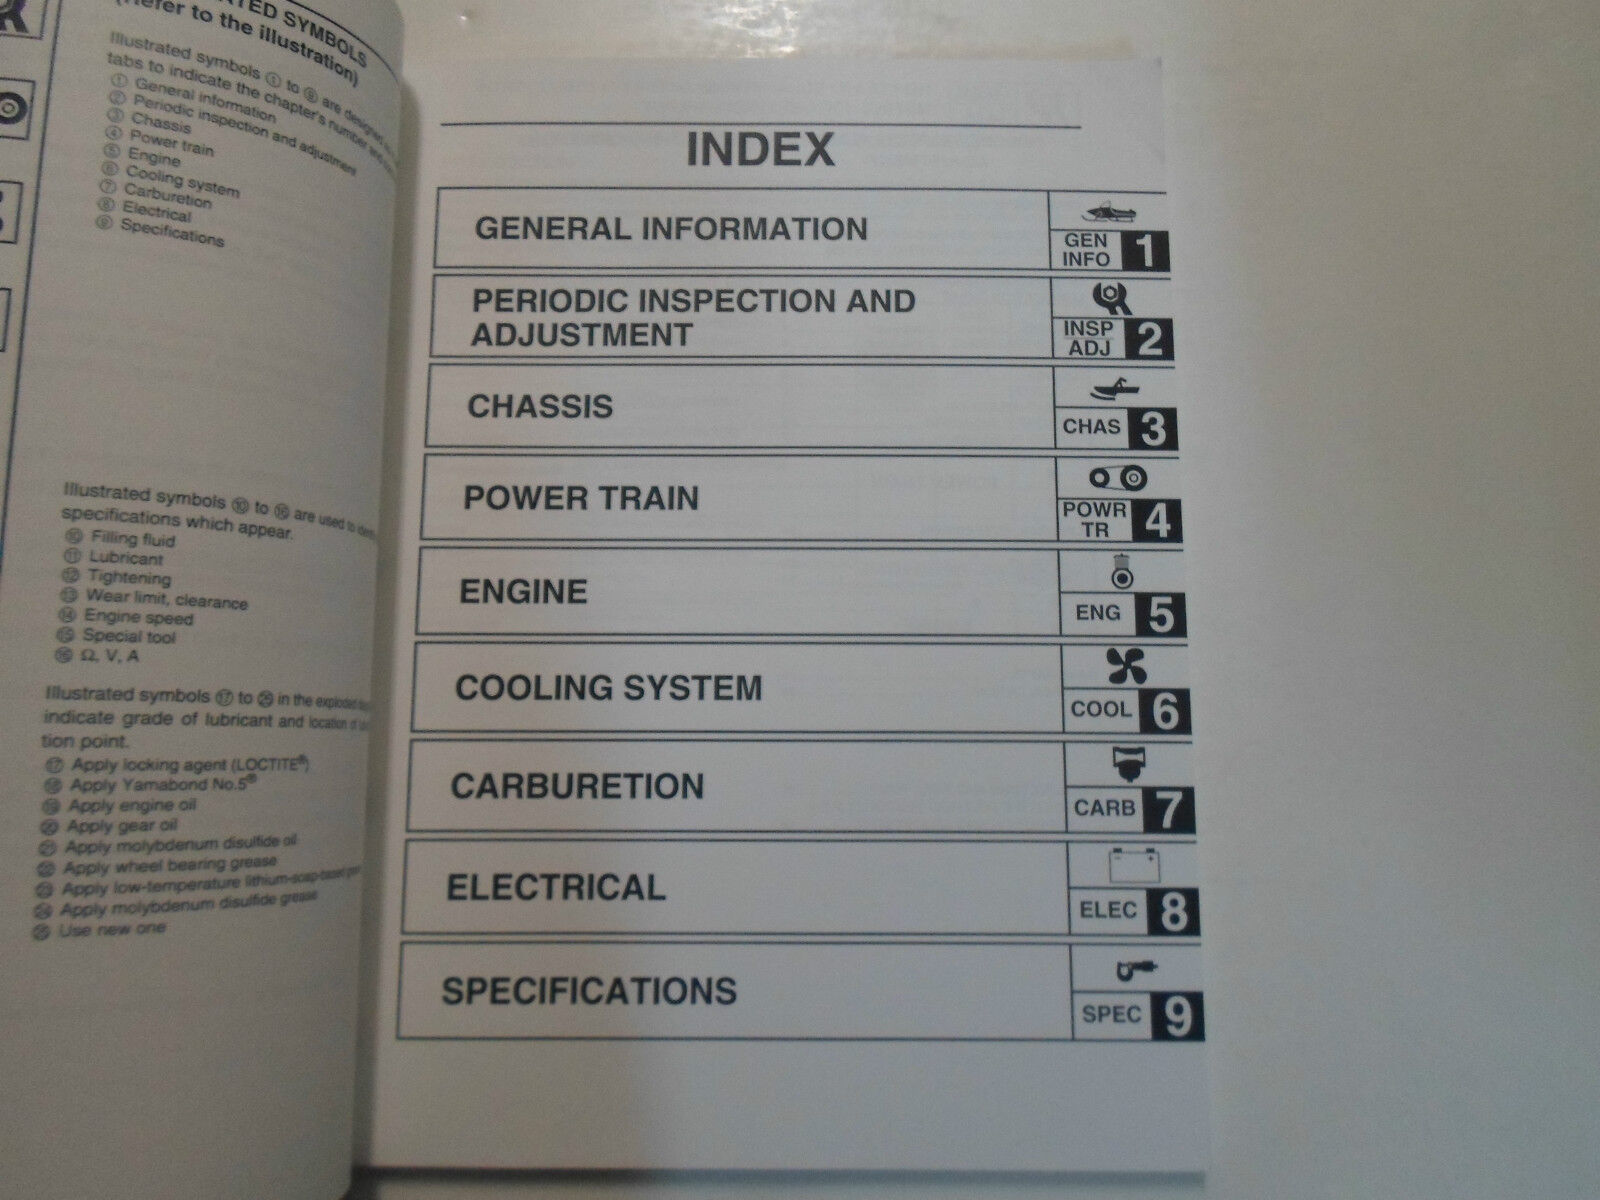 SYMBOLS
(Refer to the illustration)
Illustrated symbols ① to ⑨ are designed
tabs to indicate the chapter's number and
① General information
② Periodic inspection and adjustment
③ Chassis
④ Power train
⑤ Engine
⑥ Cooling system
⑦ Carburetion
⑧ Electrical
⑨ Specifications
Illustrated symbols ⑩ to ⑯ are used to
specifications which appear.
⑩ Filling fluid
⑪ Lubricant
⑫ Tightening
⑬ Wear limit, clearance
⑭ Engine speed
⑮ Special tool
⑯ Ω, V, A
Illustrated symbols ⑰ to ㉕ in the exploded
indicate grade of lubricant and location of
tion point.
⑰ Apply locking agent (LOCTITE®)
⑱ Apply Yamabond No.5®
⑲ Apply engine oil
⑳ Apply gear oil
㉑ Apply molybdenum disulfide oil
㉒ Apply wheel bearing grease
㉓ Apply low-temperature lithium-soap-based
㉔ Apply molybdenum disulfide grease
㉕ Use new one
INDEX
GENERAL INFORMATION
GEN INFO 1
PERIODIC INSPECTION AND
ADJUSTMENT
INSP ADJ 2
CHASSIS
CHAS 3
POWER TRAIN
POWR TR 4
ENGINE
ENG 5
COOLING SYSTEM
COOL 6
CARBURETION
CARB 7
ELECTRICAL
- +
ELEC 8
SPECIFICATIONS
SPEC 9